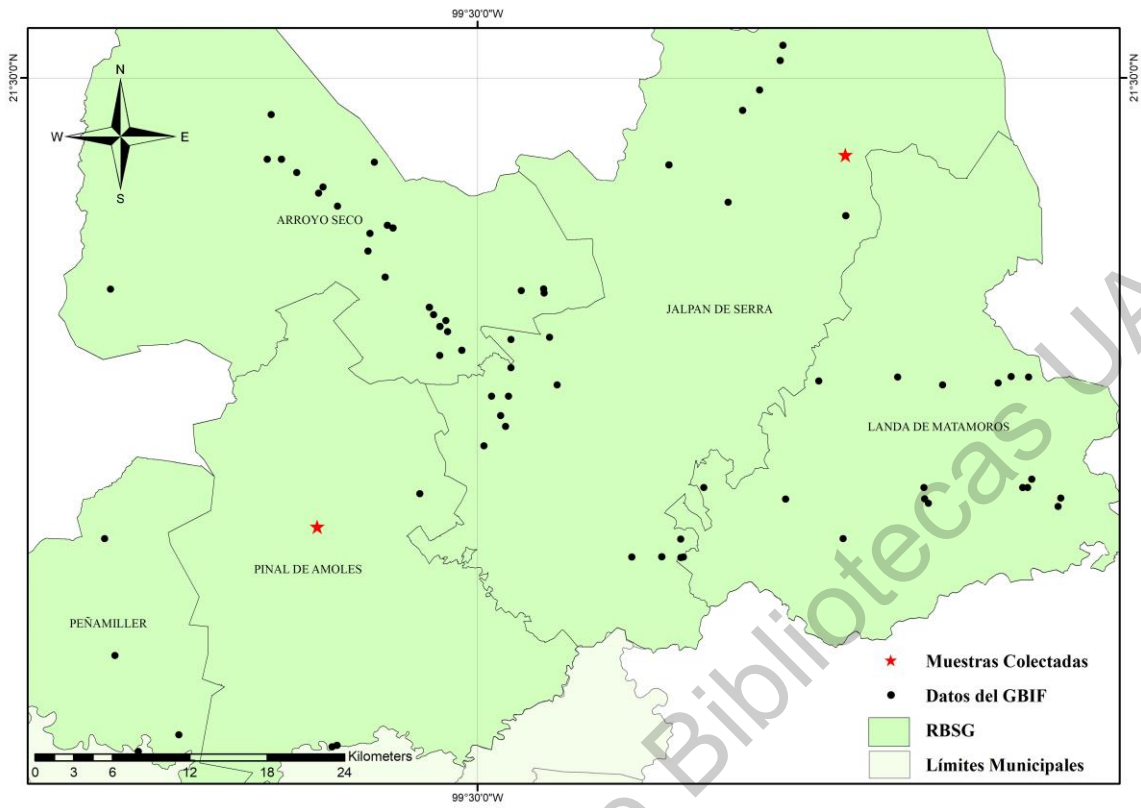 99°30'0"W
21°30'0"N
21°30'0"N
N
W
E
S
ARROYO SECO
JALPAN DE SERRA
LANDA DE MATAMOROS
PINAL DE AMOLES
PEÑAMILLER
Muestras Colectadas
Datos del GBIF
RBSG
Límites Municipales
Kilometers
0 3 6 12 18 24
99°30'0"W
Bibliotecas UA